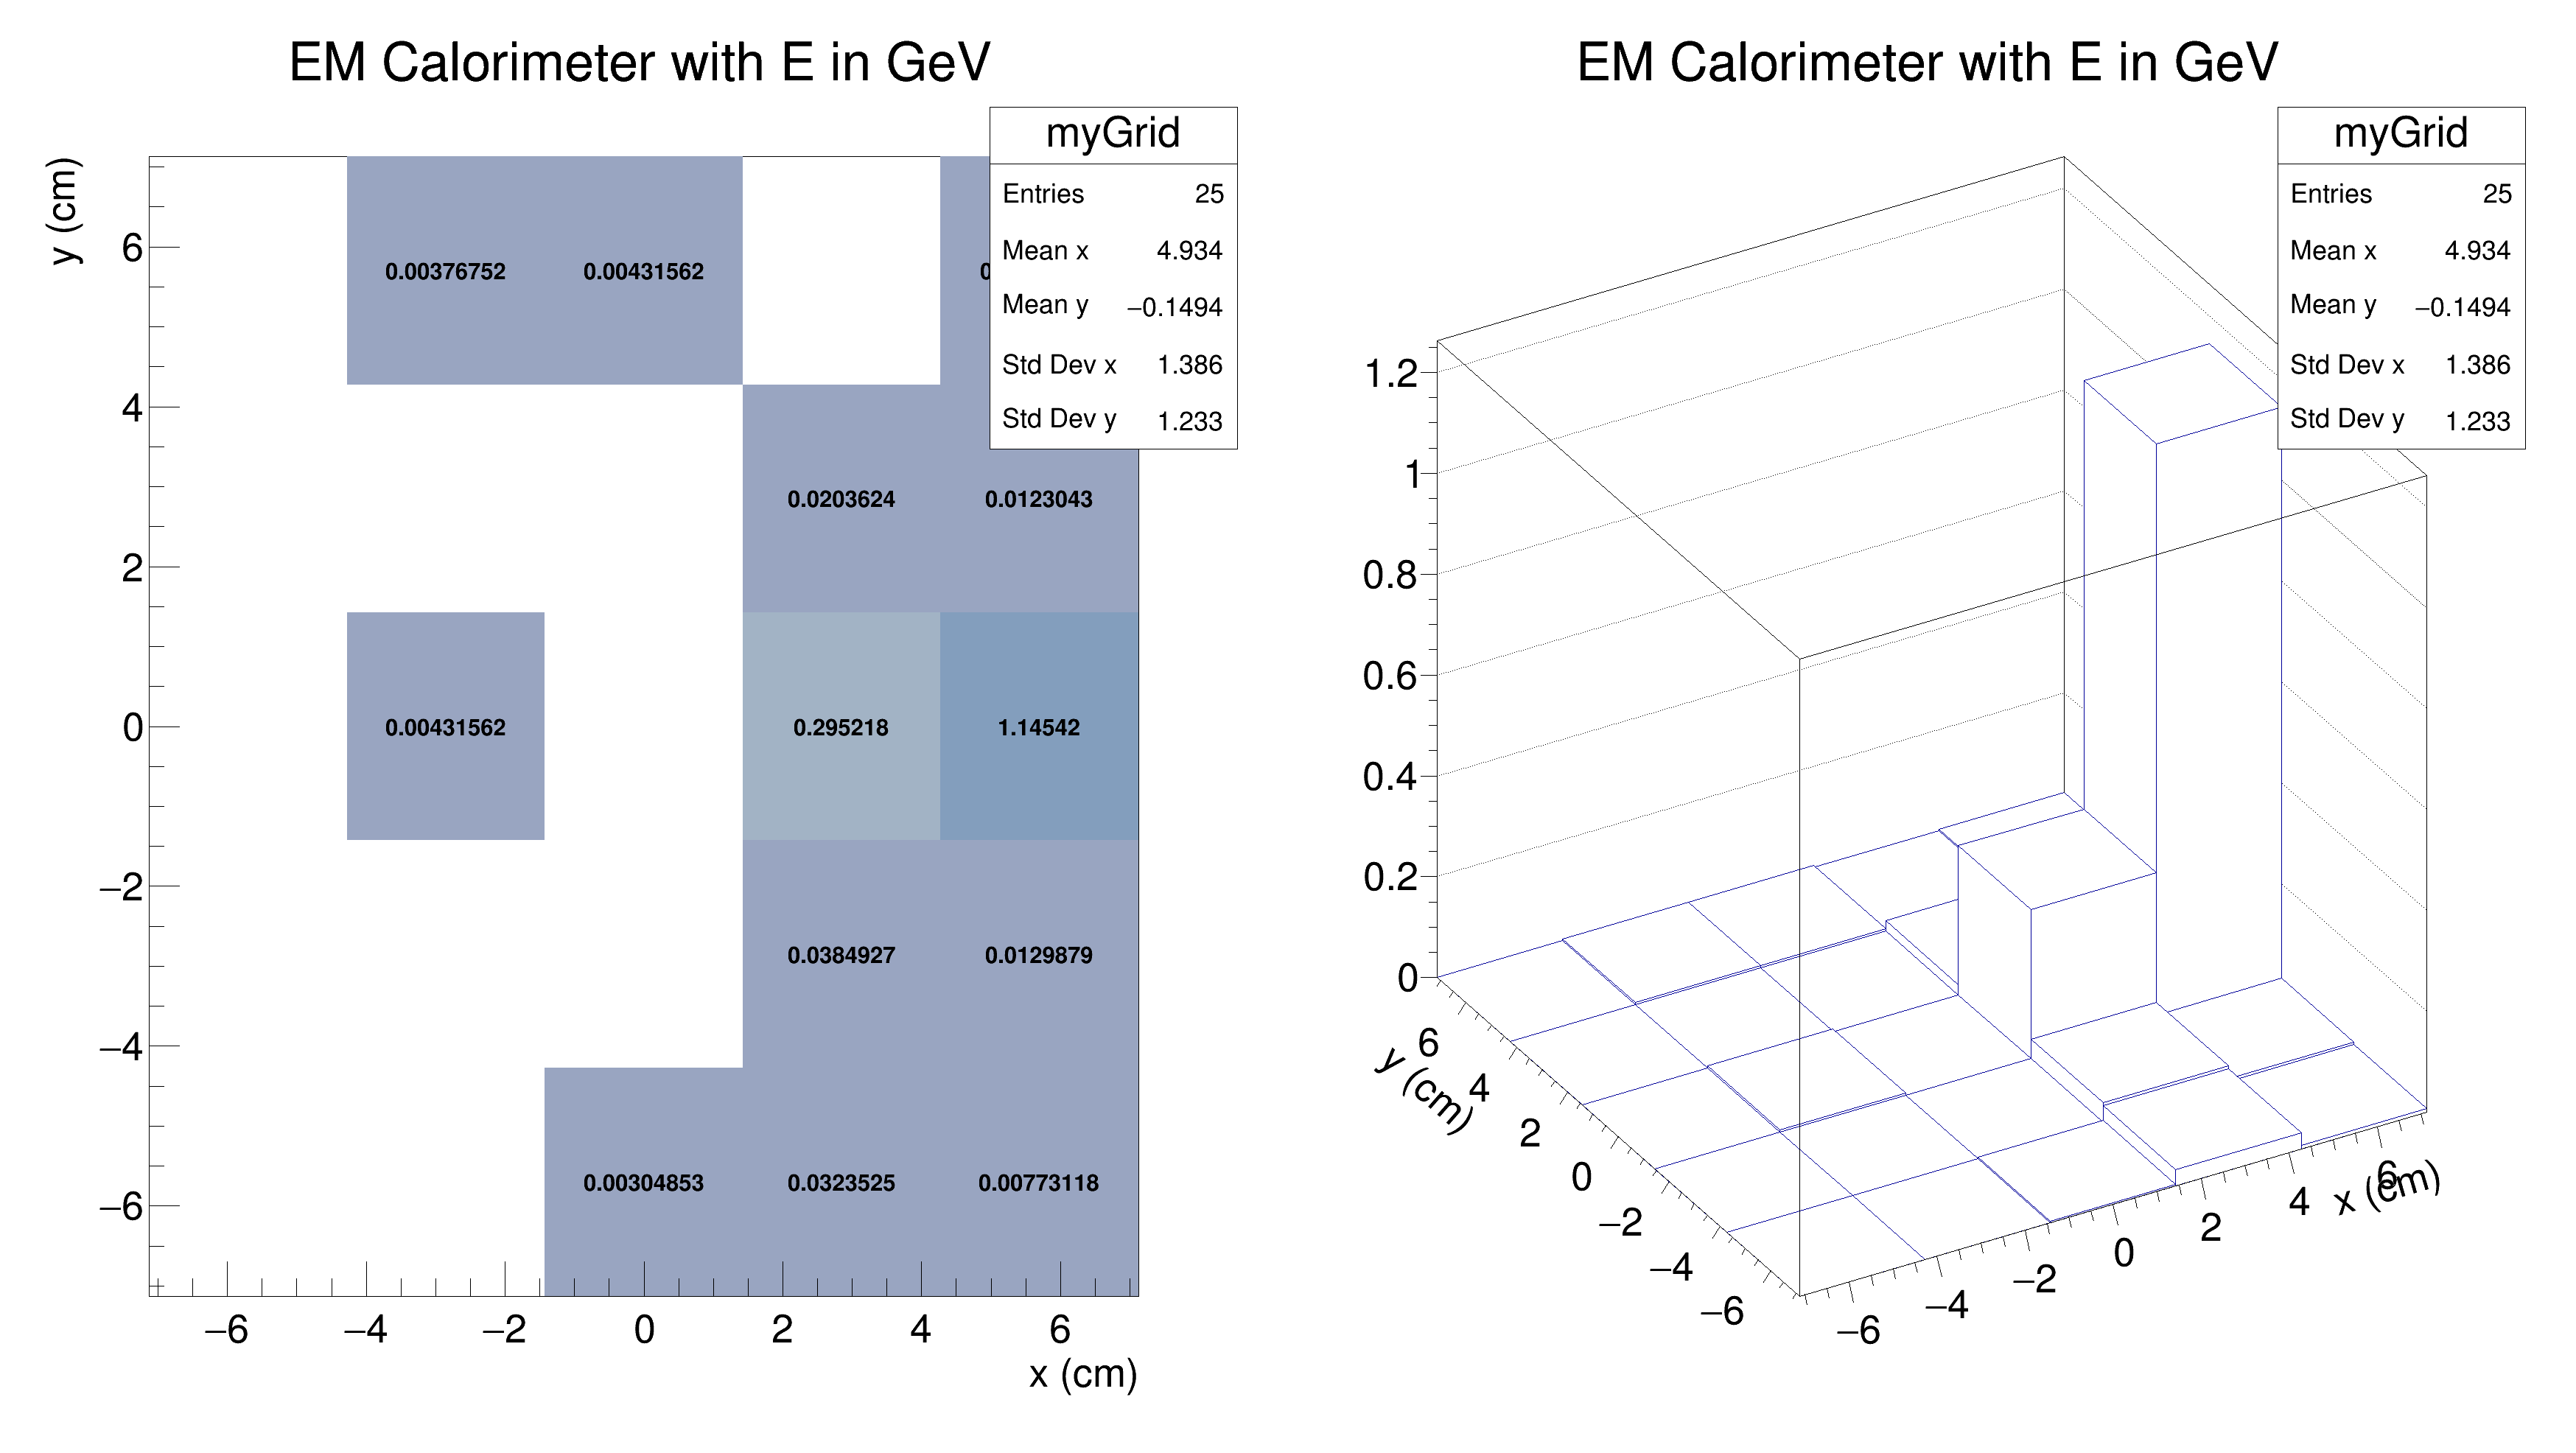 EM Calorimeter with E in GeV
myGrid
Entries 25
Mean x 4.934
Mean y −0.1494
Std Dev x 1.386
Std Dev y 1.233
y (cm)
6
4
2
0
−2
−4
−6
0.00376752 0.00431562
0.0203624 0.0123043
0.00431562 0.295218 1.14542
0.0384927 0.0129879
0.00304853 0.0323525 0.00773118
−6 −4 −2 0 2 4 6
x (cm)
EM Calorimeter with E in GeV
myGrid
Entries 25
Mean x 4.934
Mean y −0.1494
Std Dev x 1.386
Std Dev y 1.233
1.2
1
0.8
0.6
0.4
0.2
0
y (cm)
6
4
2
0
−2
−4
−6
−6 −4 −2 0 2 4 6
x (cm)